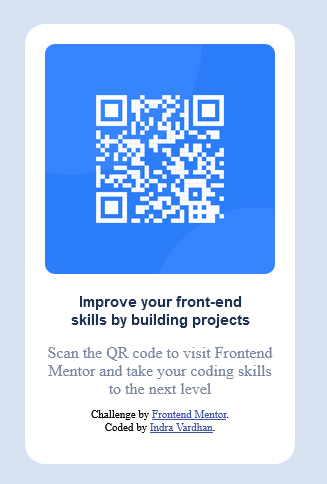 Improve your front-end
skills by building projects
Scan the QR code to visit Frontend
Mentor and take your coding skills
to the next level
Challenge by Frontend Mentor.
Coded by Indra Vardhan.